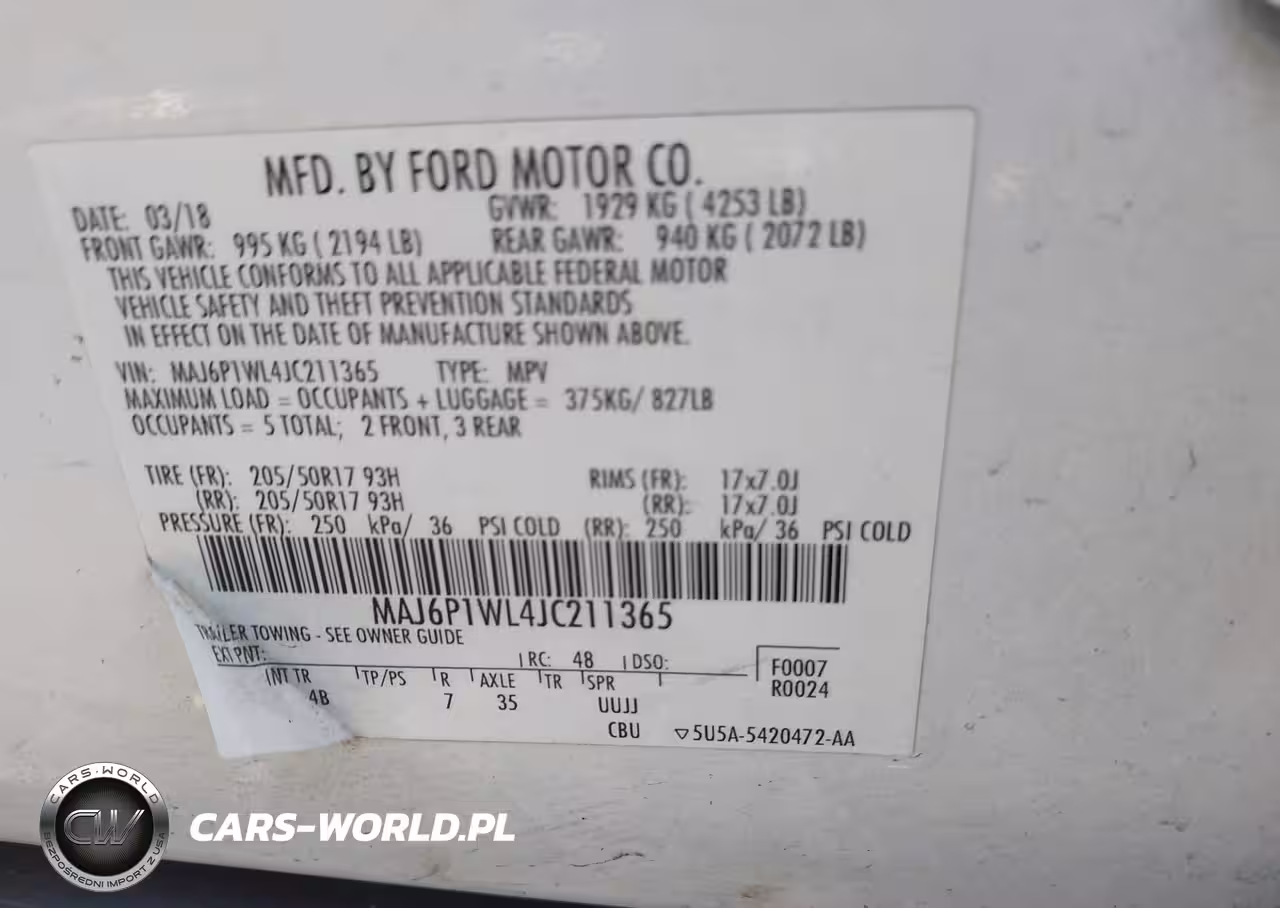 MFD. BY FORD MOTOR CO.
DATE: 03/18 GVWR: 1929 KG ( 4253 LB)
FRONT GAWR: 995 KG ( 2194 LB) REAR GAWR: 940 KG ( 2072 LB)
THIS VEHICLE CONFORMS TO ALL APPLICABLE FEDERAL MOTOR
VEHICLE SAFETY AND THEFT PREVENTION STANDARDS
IN EFFECT ON THE DATE OF MANUFACTURE SHOWN ABOVE.
VIN: MAJ6P1WL4JC211365 TYPE: MPV
MAXIMUM LOAD = OCCUPANTS + LUGGAGE = 375KG/ 827LB
OCCUPANTS = 5 TOTAL; 2 FRONT, 3 REAR
TIRE (FR): 205/50R17 93H RIMS (FR): 17x7.0J
(RR): 205/50R17 93H (RR): 17x7.0J
PRESSURE (FR): 250 kPa/ 36 PSI COLD (RR): 250 kPa/ 36 PSI COLD
MAJ6P1WL4JC211365
TRAILER TOWING - SEE OWNER GUIDE
EXT PNT: RC: 48 DSO: F0007
INT TR TP/PS R AXLE TR SPR R0024
4B 7 35 UUJJ
CBU ▽5U5A-5420472-AA
CARS-WORLD
CW
BEZPOŚREDNI IMPORT Z USA
CARS-WORLD.PL